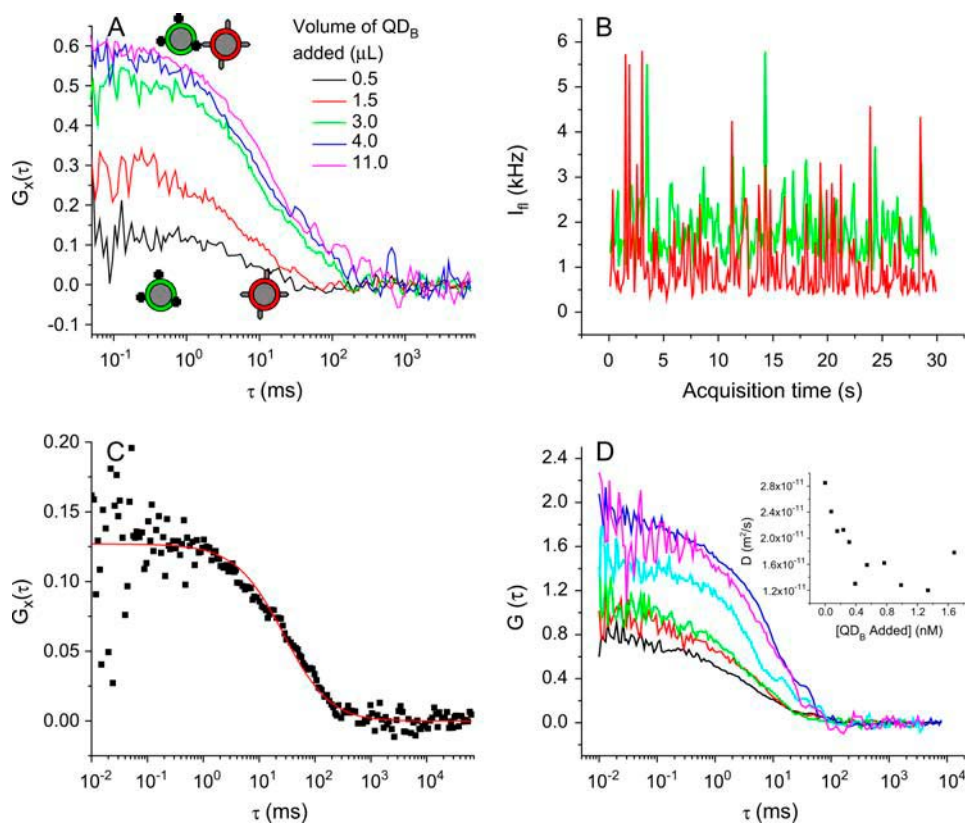 A
Volume of QD_B
added (μL)
0.5
1.5
3.0
4.0
11.0
0.6
0.5
0.4
0.3
0.2
0.1
0.0
-0.1
G_x(τ)
10^-1 10^0 10^1 10^2 10^3
τ (ms)
B
6
5
4
3
2
1
0
I_fl (kHz)
0 5 10 15 20 25 30
Acquisition time (s)
C
0.20
0.15
0.10
0.05
0.00
G_x(τ)
10^-2 10^-1 10^0 10^1 10^2 10^3 10^4
τ (ms)
D
2.4
2.0
1.6
1.2
0.8
0.4
0.0
G (τ)
10^-2 10^-1 10^0 10^1 10^2 10^3 10^4
τ (ms)
2.8x10^-11
2.4x10^-11
2.0x10^-11
1.6x10^-11
1.2x10^-11
D (m^2/s)
0.0 0.4 0.8 1.2 1.6
[QD_B Added] (nM)